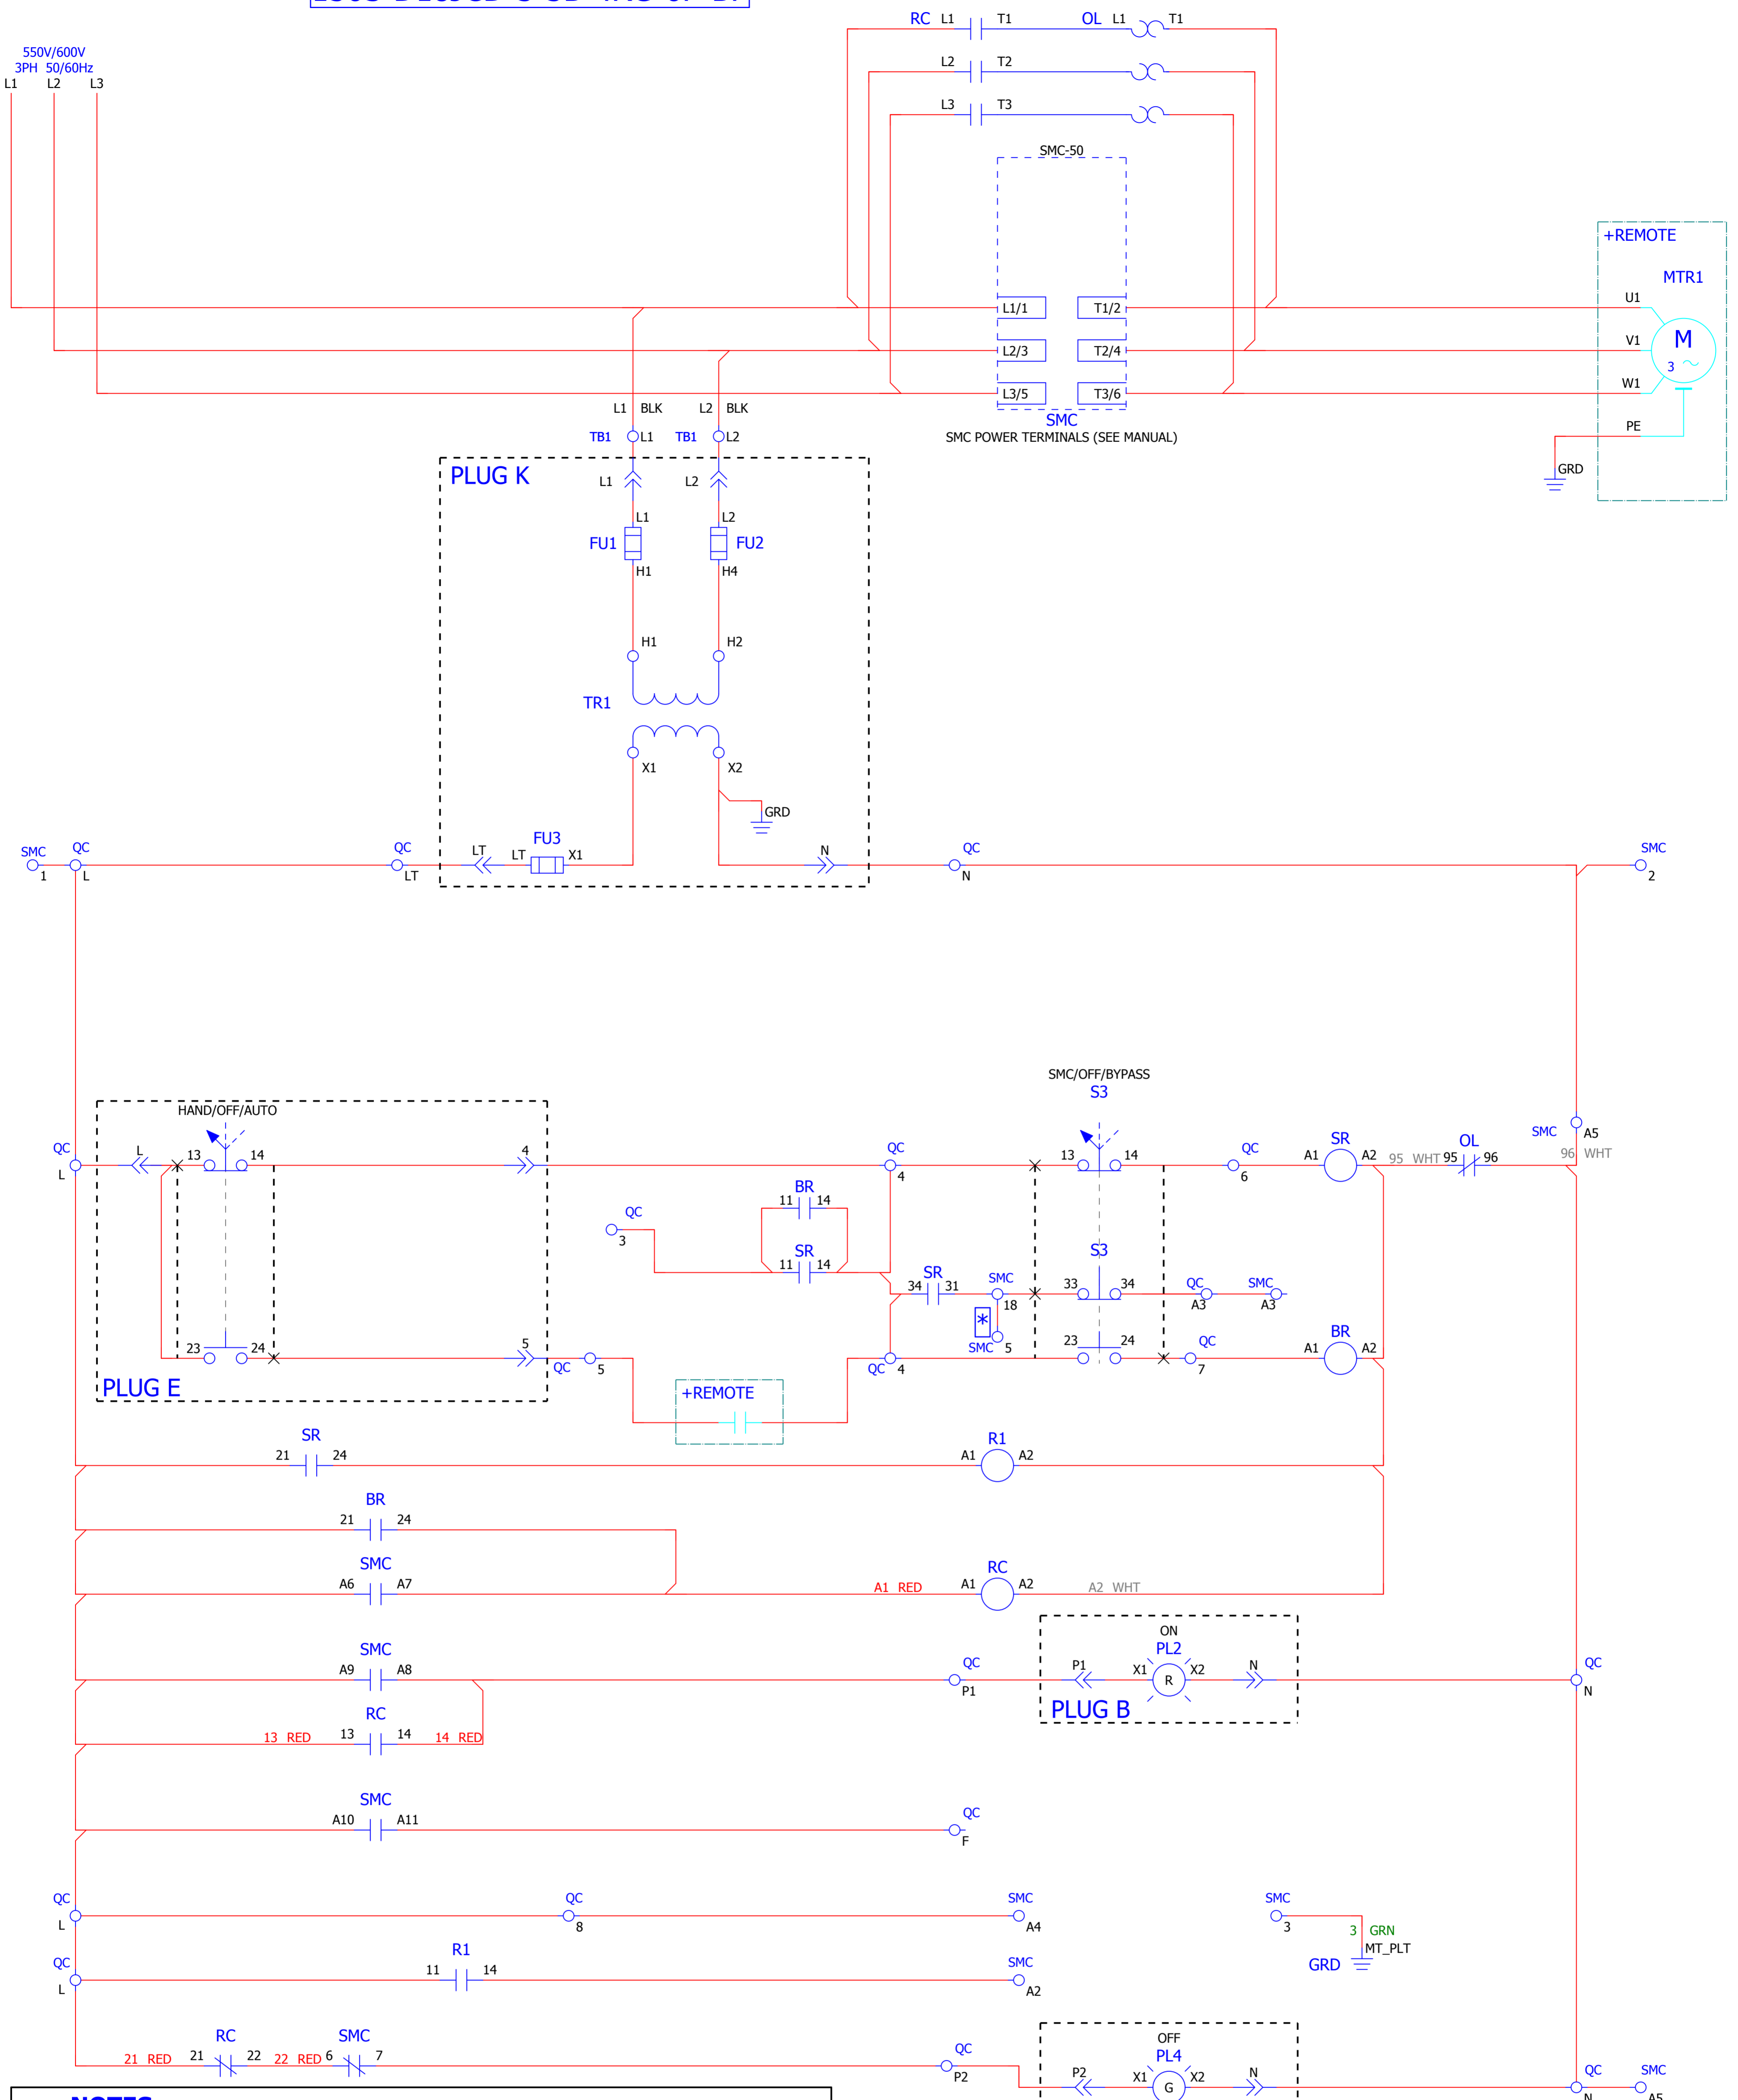 RC L1 T1 OL L1 T1
550V/600V
3PH 50/60Hz
L1 L2 L3
L2 T2
L3 T3
SMC-50
+REMOTE
MTR1
L1/1 T1/2 U1
L2/3 T2/4 V1 M
3
L3/5 T3/6 W1
L1 BLK L2 BLK
SMC
PE
TB1 L1 TB1 L2
SMC POWER TERMINALS (SEE MANUAL)
GRD
PLUG K
L1 L2
L1 L2
FU1 FU2
H1 H4
H1 H2
TR1
X1 X2
GRD
SMC QC QC LT LT FU3 X1 N QC SMC
1 L LT N 2
SMC/OFF/BYPASS
S3
HAND/OFF/AUTO
QC L 13 14 4 QC 13 14 QC SR SMC A5
L 4 6 A1 A2 95 WHT 95 OL 96 96 WHT
BR
11 14
QC
3
SR
11 14
S3
SR
34 31 SMC 33 34 QC SMC
18 A3 A3
*
SMC 5
23 24 5 QC 5 QC 4 23 24 QC 7 A1 BR A2
PLUG E
+REMOTE
SR
21 24
R1
A1 A2
BR
21 24
SMC
A6 A7
A1 RED A1 RC A2 A2 WHT
ON
PL2
SMC
A9 A8
QC
P1
P1 X1 R X2 N
QC
N
PLUG B
RC
13 RED 13 14 14 RED
SMC
A10 A11
QC
F
QC QC SMC SMC
L 8 A4 3
3 GRN
MT_PLT
GRD
QC R1 SMC
L 11 14 A2
OFF
PL4
RC SMC
21 RED 21 22 22 RED 6 7
QC
P2
P2 X1 G X2 N
QC SMC
N A5